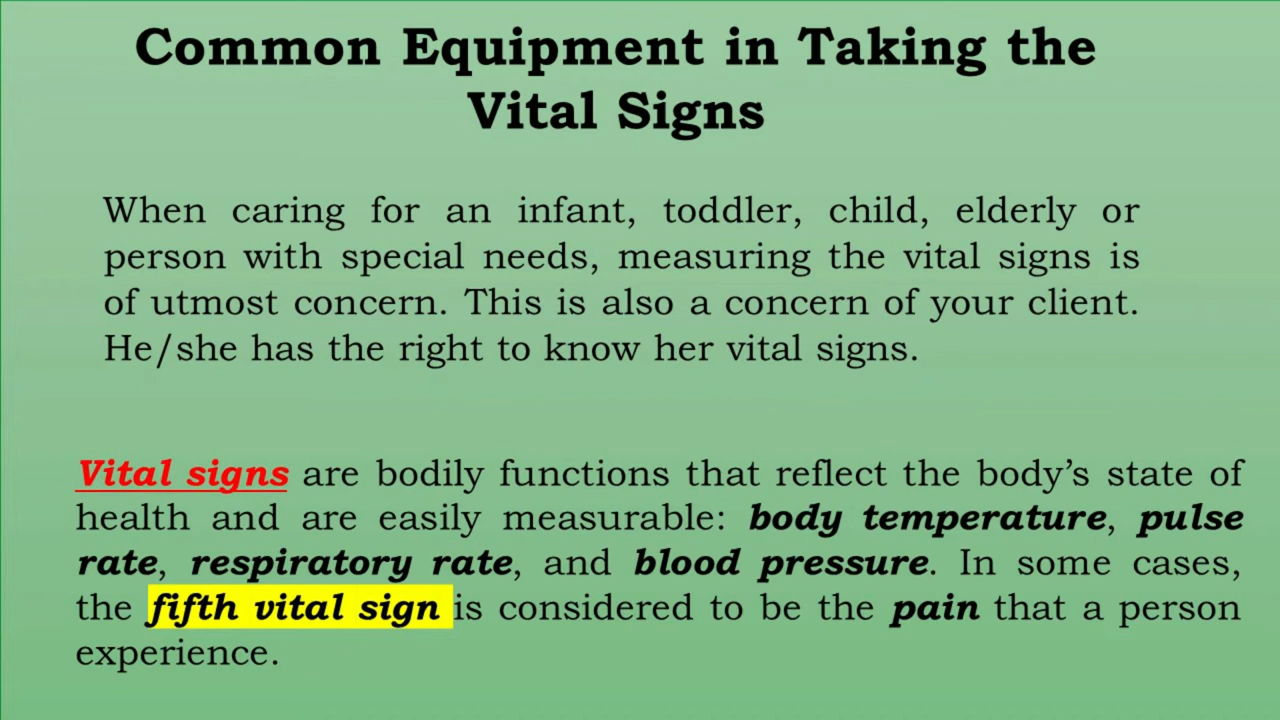 Common Equipment in Taking the
Vital Signs
When caring for an infant, toddler, child, elderly or
person with special needs, measuring the vital signs is
of utmost concern. This is also a concern of your client.
He/she has the right to know her vital signs.
Vital signs are bodily functions that reflect the body’s state of
health and are easily measurable: body temperature, pulse
rate, respiratory rate, and blood pressure. In some cases,
the fifth vital sign is considered to be the pain that a person
experience.